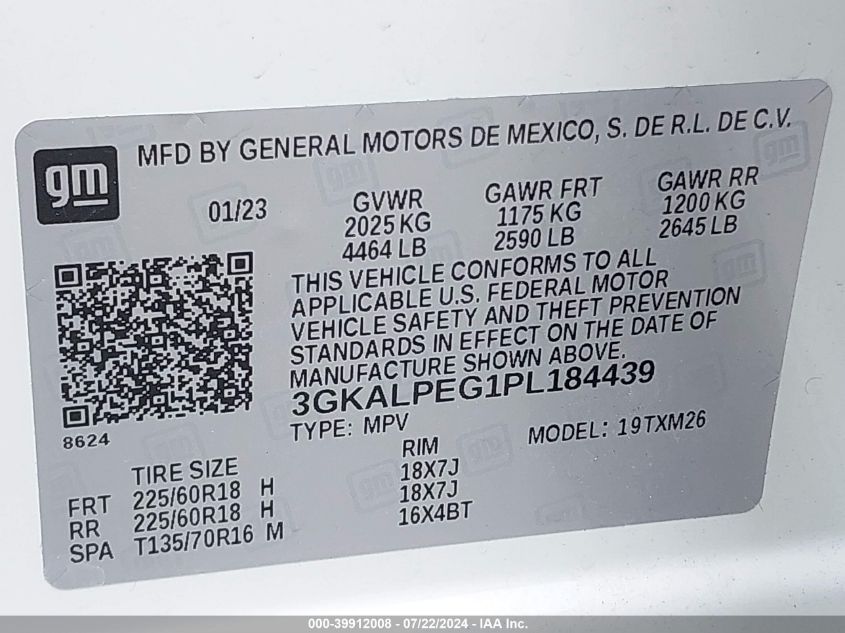 gm
MFD BY GENERAL MOTORS DE MEXICO, S. DE R.L. DE C.V.
01/23
GVWR GAWR FRT GAWR RR
2025 KG 1175 KG 1200 KG
4464 LB 2590 LB 2645 LB
THIS VEHICLE CONFORMS TO ALL
APPLICABLE U.S. FEDERAL MOTOR
VEHICLE SAFETY AND THEFT PREVENTION
STANDARDS IN EFFECT ON THE DATE OF
MANUFACTURE SHOWN ABOVE.
3GKALPEG1PL184439
8624
TYPE: MPV MODEL: 19TXM26
TIRE SIZE RIM
FRT 225/60R18 H 18X7J
RR 225/60R18 H 18X7J
SPA T135/70R16 M 16X4BT
000-39912008 - 07/22/2024 - IAA Inc.